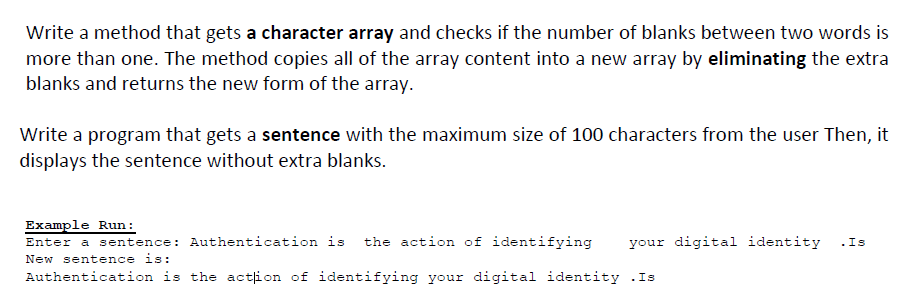 Write a method that gets a character array and checks if the number of blanks between two words is
more than one. The method copies all of the array content into a new array by eliminating the extra
blanks and returns the new form of the array.
Write a program that gets a sentence with the maximum size of 100 characters from the user Then, it
displays the sentence without extra blanks.
Example Run:
Enter a sentence: Authentication is  the action of identifying    your digital identity  .Is
New sentence is:
Authentication is the action of identifying your digital identity .Is